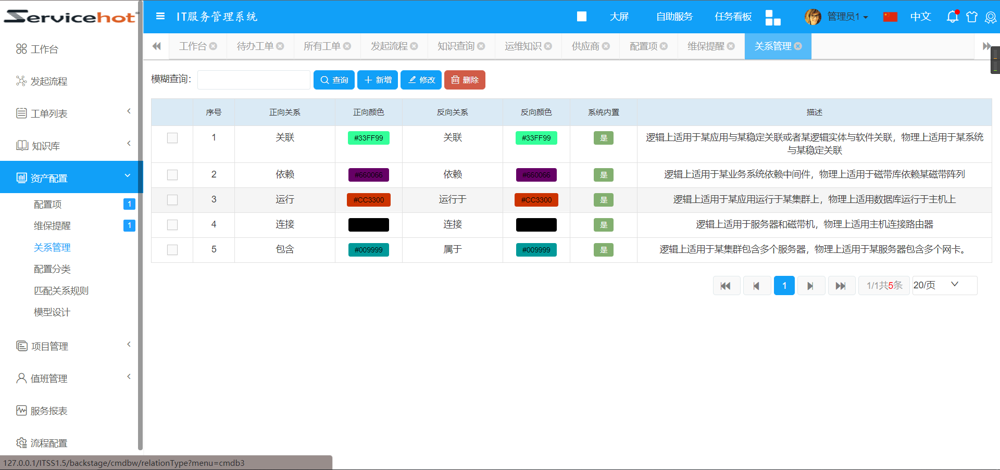 Servicehot
IT服务管理系统
大屏
自助服务
任务看板
管理员1
中文
工作台
待办工单
所有工单
发起流程
知识查询
运维知识
供应商
配置项
维保提醒
关系管理
工作台
发起流程
工单列表
知识库
资产配置
配置项 1
维保提醒 1
关系管理
配置分类
匹配关系规则
模型设计
项目管理
值班管理
服务报表
流程配置
模糊查询：
查询
新增
修改
删除
序号 正向关系 正向颜色 反向关系 反向颜色 系统内置 描述
1 关联 #33FF99 关联 #33FF99 是 逻辑上适用于某应用与某稳定关联或者某逻辑实体与软件关联，物理上适用于某系统
与某稳定关联
2 依赖 #660066 依赖 #660066 是 逻辑上适用于某业务系统依赖中间件，物理上适用于磁带库依赖某磁带阵列
3 运行 #CC3300 运行于 #CC3300 是 逻辑上适用于某应用运行于某集群上，物理上适用数据库运行于主机上
4 连接 连接 是 逻辑上适用于服务器和磁带机，物理上适用主机连接路由器
5 包含 #009999 属于 #009999 是 逻辑上适用于某集群包含多个服务器，物理上适用于某服务器包含多个网卡。
1
1/1共5条
20/页
127.0.0.1/ITSS1.5/backstage/cmdbw/relationType?menu=cmdb3